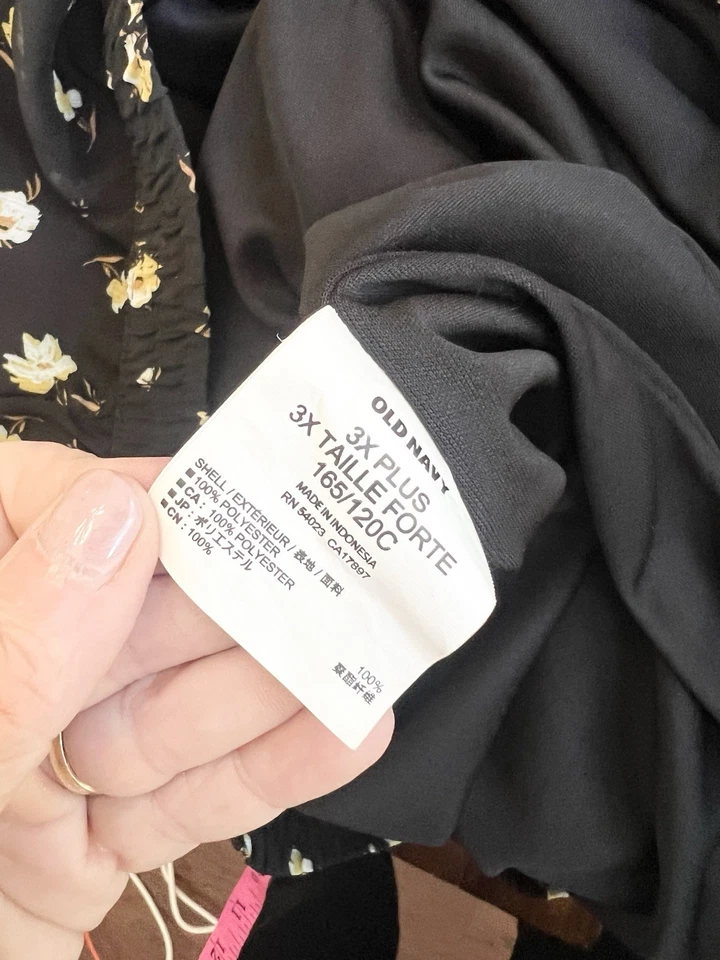 OLD NAVY
3X PLUS
3X TAILLE FORTE
165/120C
MADE IN INDONESIA
RN 54023 CA17897
SHELL / EXTÉRIEUR / 表地 / 面料
■100% POLYESTER
■CA: 100% POLYESTER
■JP: ポリエステル
■CN: 100%
100%
聚酯纤维